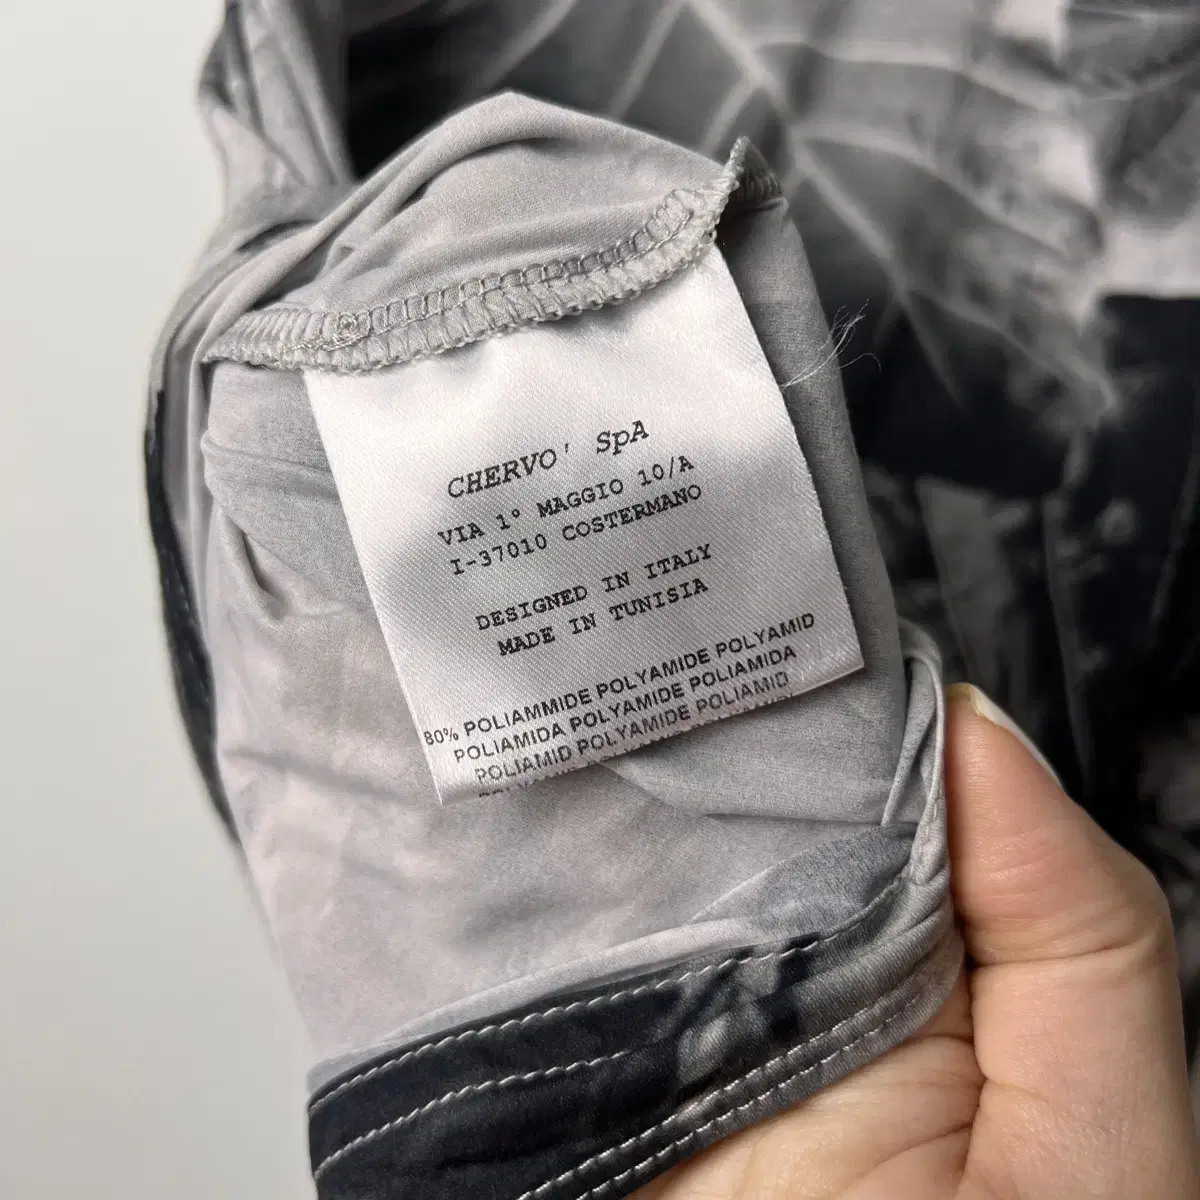 CHERVO' SpA
VIA 1° MAGGIO 10/A
I-37010 COSTERMANO
DESIGNED IN ITALY
MADE IN TUNISIA
80% POLIAMMIDE POLYAMIDE POLYAMID
POLIAMIDA POLYAMIDE POLIAMIDA
POLIAMID POLYAMIDE POLIAMID